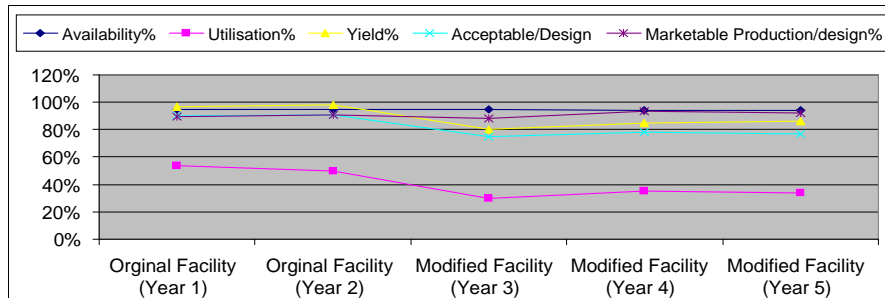 Availability% Utilisation% Yield% Acceptable/Design Marketable Production/design%
120%
100%
80%
60%
40%
20%
0%
Orginal Facility (Year 1)
Orginal Facility (Year 2)
Modified Facility (Year 3)
Modified Facility (Year 4)
Modified Facility (Year 5)